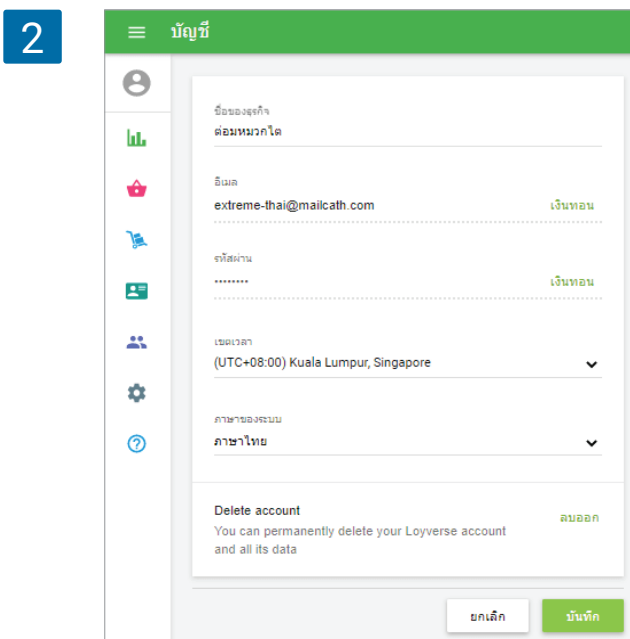 2
บัญชี
ชื่อของธุรกิจ
ต่อมหมวกไต
อีเมล
extreme-thai@mailcath.com
เงินทอน
รหัสผ่าน
········
เงินทอน
เขตเวลา
(UTC+08:00) Kuala Lumpur, Singapore
ภาษาของระบบ
ภาษาไทย
Delete account
ลบออก
You can permanently delete your Loyverse account
and all its data
ยกเลิก
บันทึก